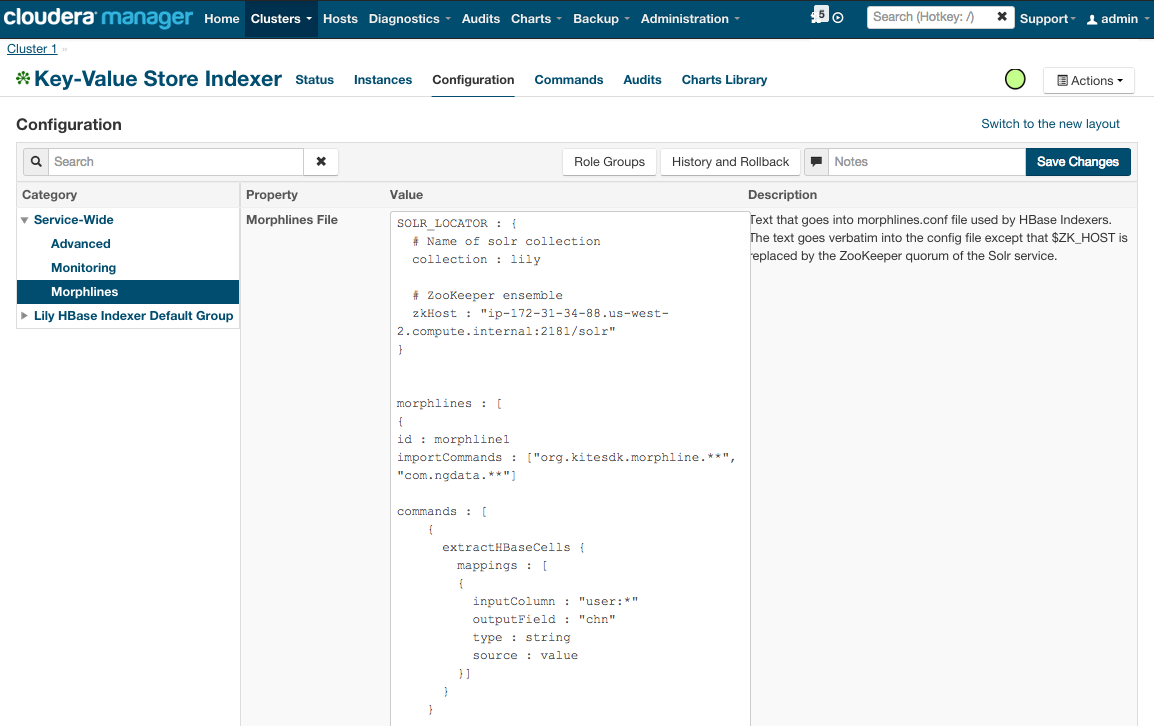 cloudera manager Home Clusters Hosts Diagnostics Audits Charts Backup Administration 5 Search (Hotkey: /) Support admin
Cluster 1 »
Key-Value Store Indexer Status Instances Configuration Commands Audits Charts Library Actions
Configuration Switch to the new layout
Search Role Groups History and Rollback Notes Save Changes
Category Property Value Description
Service-Wide
Advanced
Monitoring
Morphlines
Lily HBase Indexer Default Group
Morphlines File
SOLR_LOCATOR : {
# Name of solr collection
collection : lily
# ZooKeeper ensemble
zkHost : "ip-172-31-34-88.us-west-
2.compute.internal:2181/solr"
}
morphlines : [
{
id : morphline1
importCommands : ["org.kitesdk.morphline.**",
"com.ngdata.**"]
commands : [
{
extractHBaseCells {
mappings : [
{
inputColumn : "user:*"
outputField : "chn"
type : string
source : value
}]
}
}
Text that goes into morphlines.conf file used by HBase Indexers.
The text goes verbatim into the config file except that $ZK_HOST is
replaced by the ZooKeeper quorum of the Solr service.